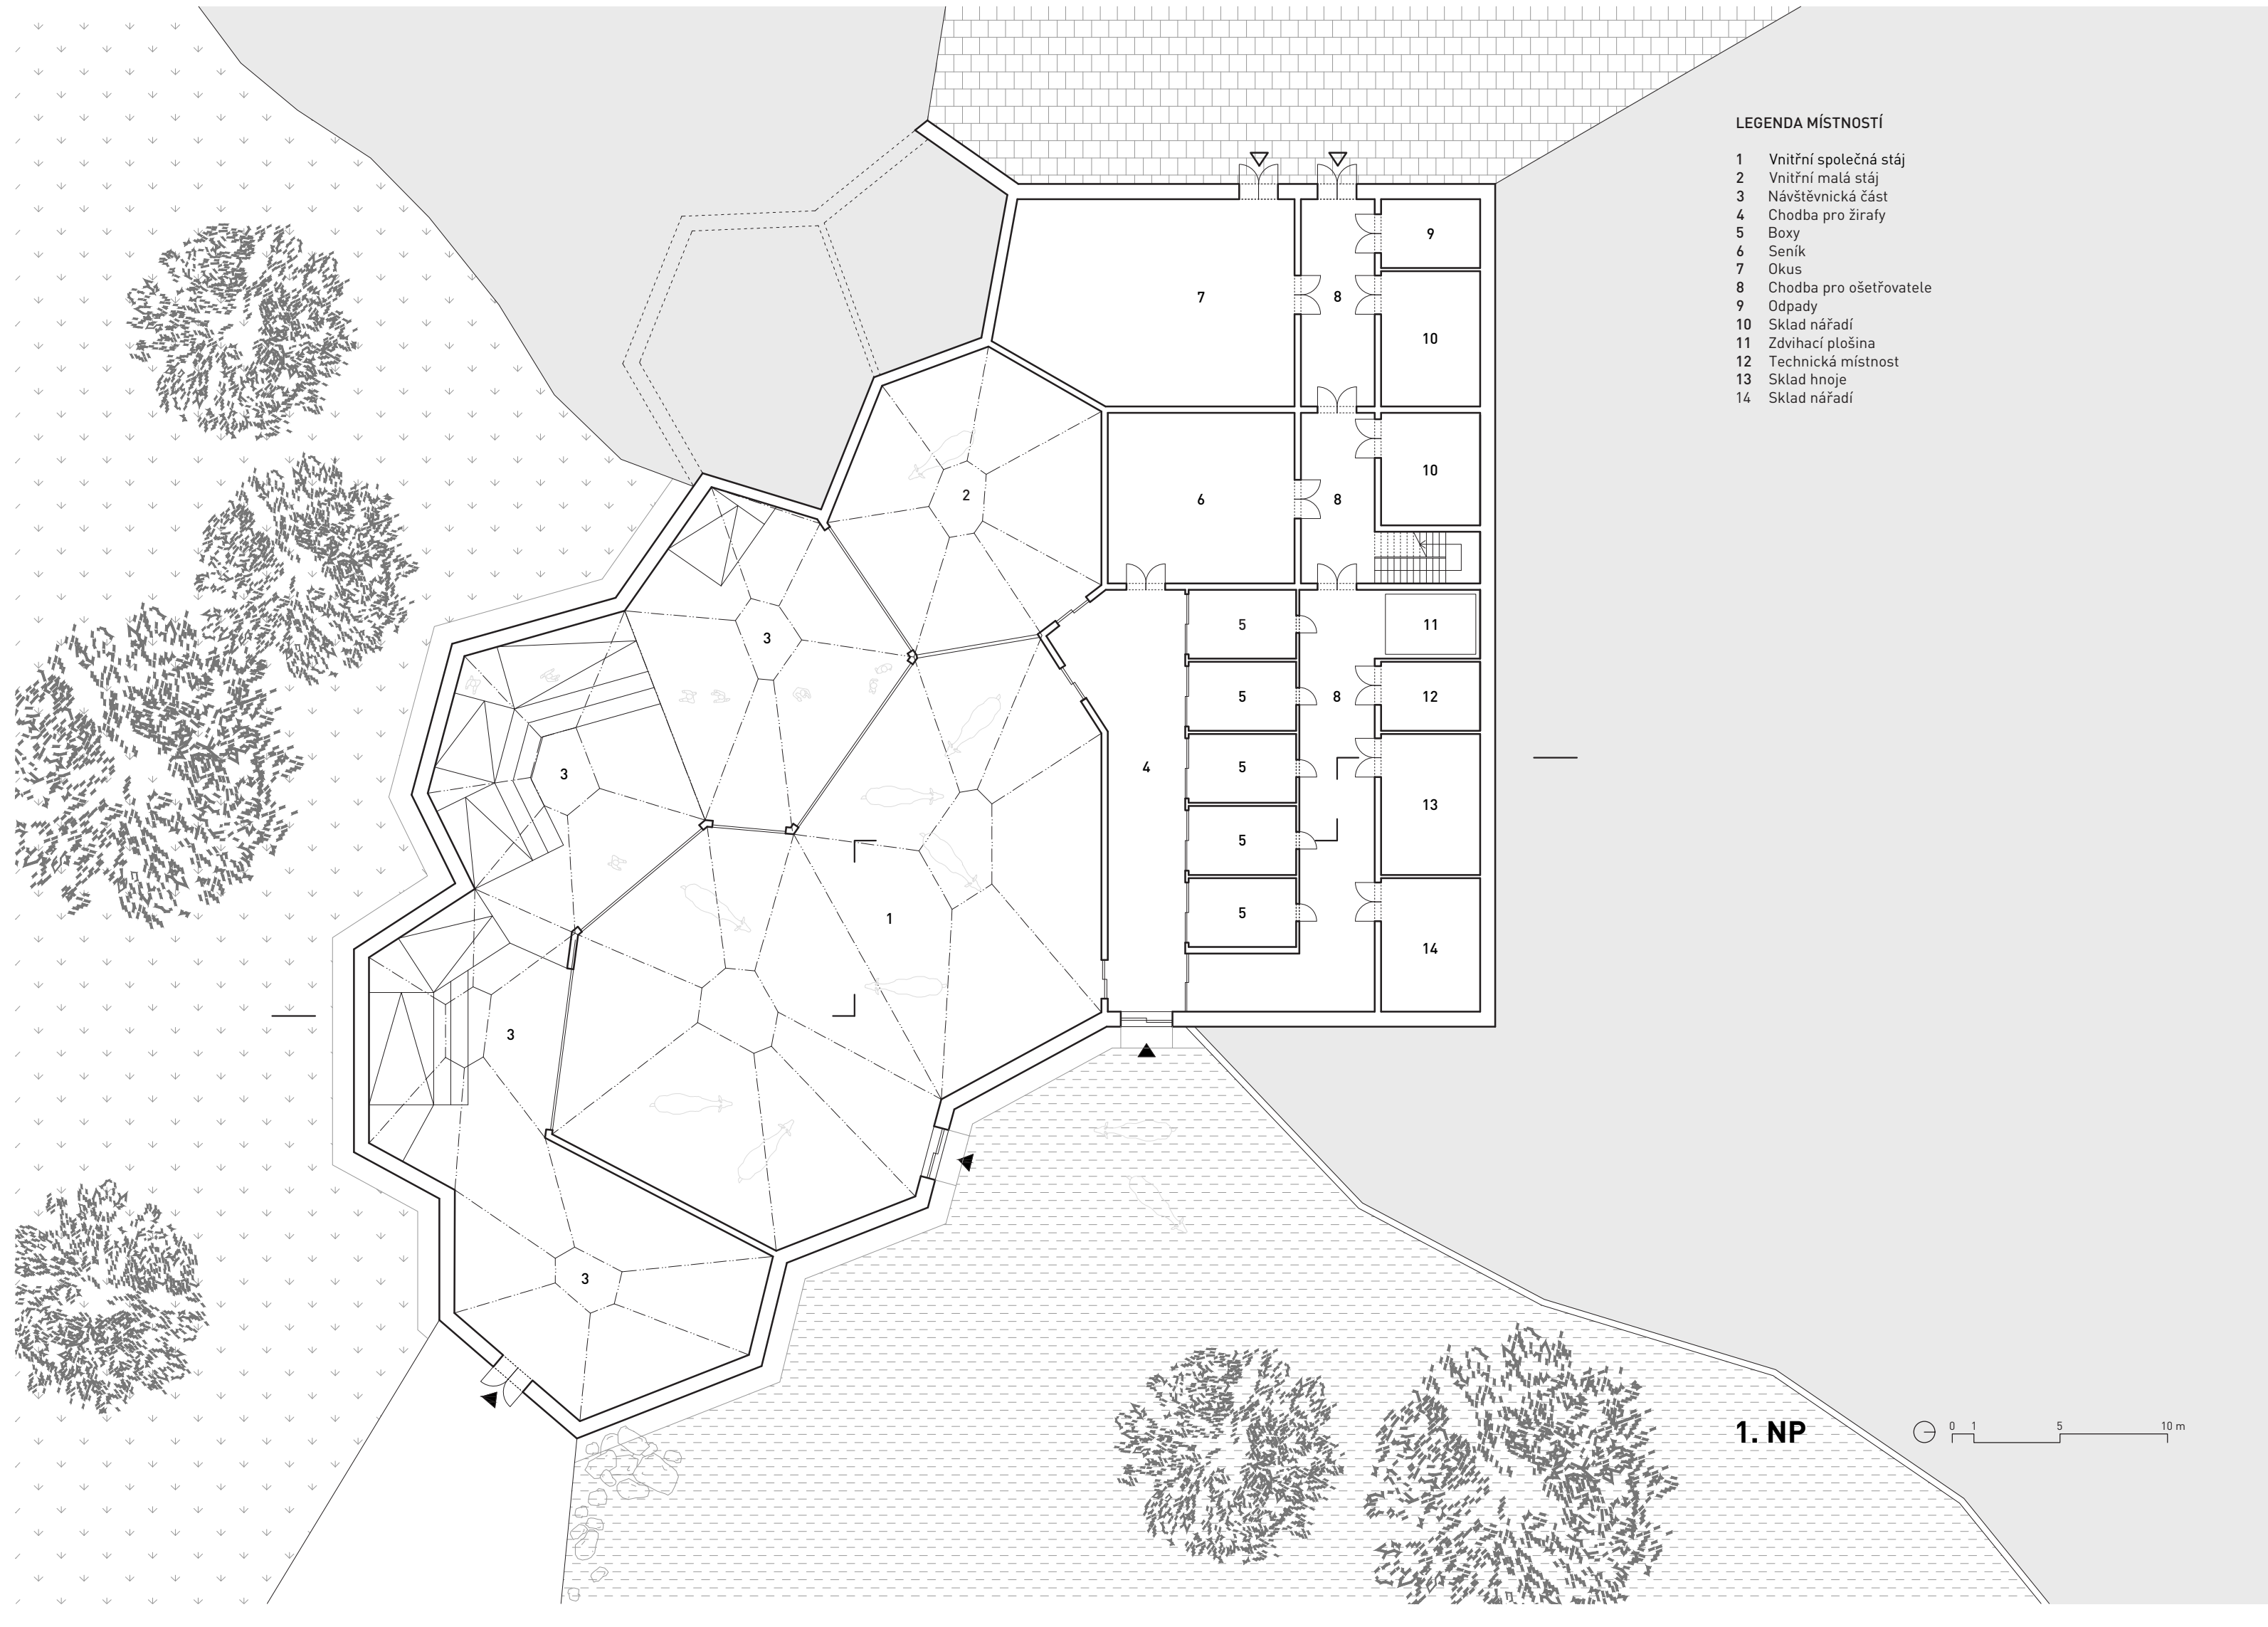 LEGENDA MÍSTNOSTÍ
1 Vnitřní společná stáj
2 Vnitřní malá stáj
3 Návštěvnická část
4 Chodba pro žirafy
5 Boxy
6 Seník
7 Okus
8 Chodba pro ošetřovatele
9 Odpady
10 Sklad nářadí
11 Zdvihací plošina
12 Technická místnost
13 Sklad hnoje
14 Sklad nářadí
9
7
8
10
10
2
6
8
3
5
11
5
8
12
3
4
5
13
5
1
5
14
3
3
1. NP
0 1 5 10 m